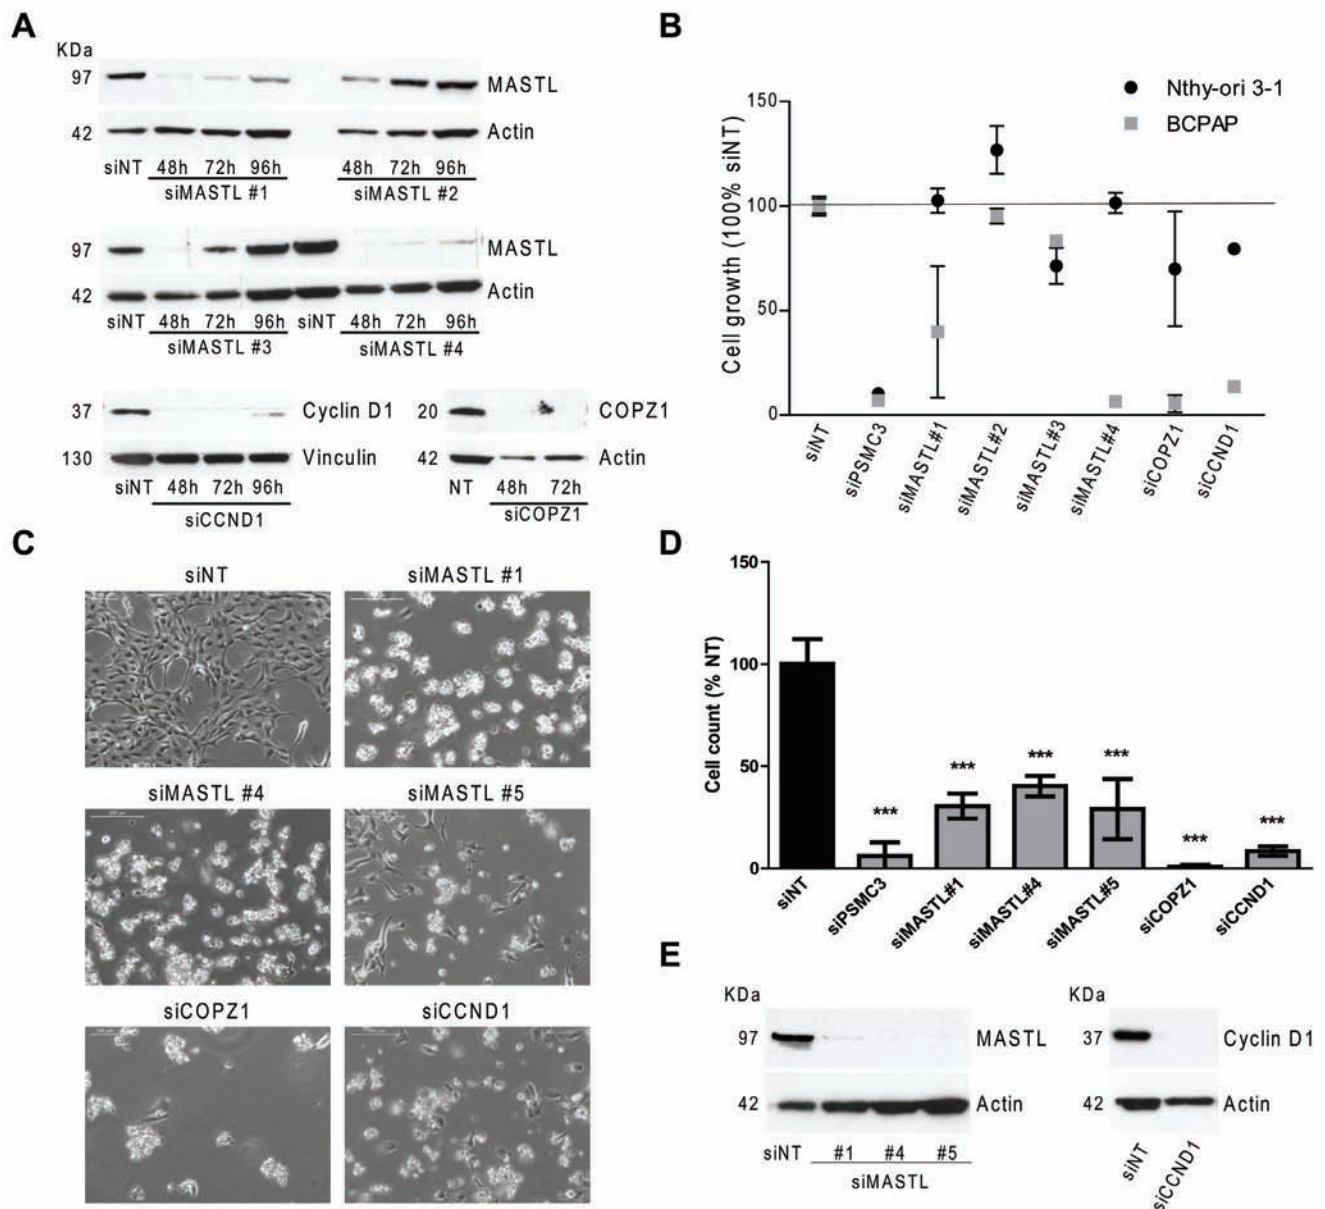 A
KDa
97
MASTL
42
Actin
siNT 48h 72h 96h 48h 72h 96h
siMASTL #1 siMASTL #2
97
MASTL
42
Actin
siNT 48h 72h 96h siNT 48h 72h 96h
siMASTL #3 siMASTL #4
37
Cyclin D1
20
COPZ1
130
Vinculin
42
Actin
siNT 48h 72h 96h
siCCND1
NT 48h 72h
siCOPZ1
B
Nthy-ori 3-1
BCPAP
Cell growth (100% siNT)
150
100
50
0
siNT
siPSMC3
siMASTL#1
siMASTL#2
siMASTL#3
siMASTL#4
siCOPZ1
siCCND1
C
siNT
siMASTL #1
siMASTL #4
siMASTL #5
siCOPZ1
siCCND1
D
Cell count (% NT)
150
100
50
0
***
***
***
***
***
***
siNT
siPSMC3
siMASTL#1
siMASTL#4
siMASTL#5
siCOPZ1
siCCND1
E
KDa
97
MASTL
42
Actin
siNT #1 #4 #5
siMASTL
KDa
37
Cyclin D1
42
Actin
siNT
siCCND1